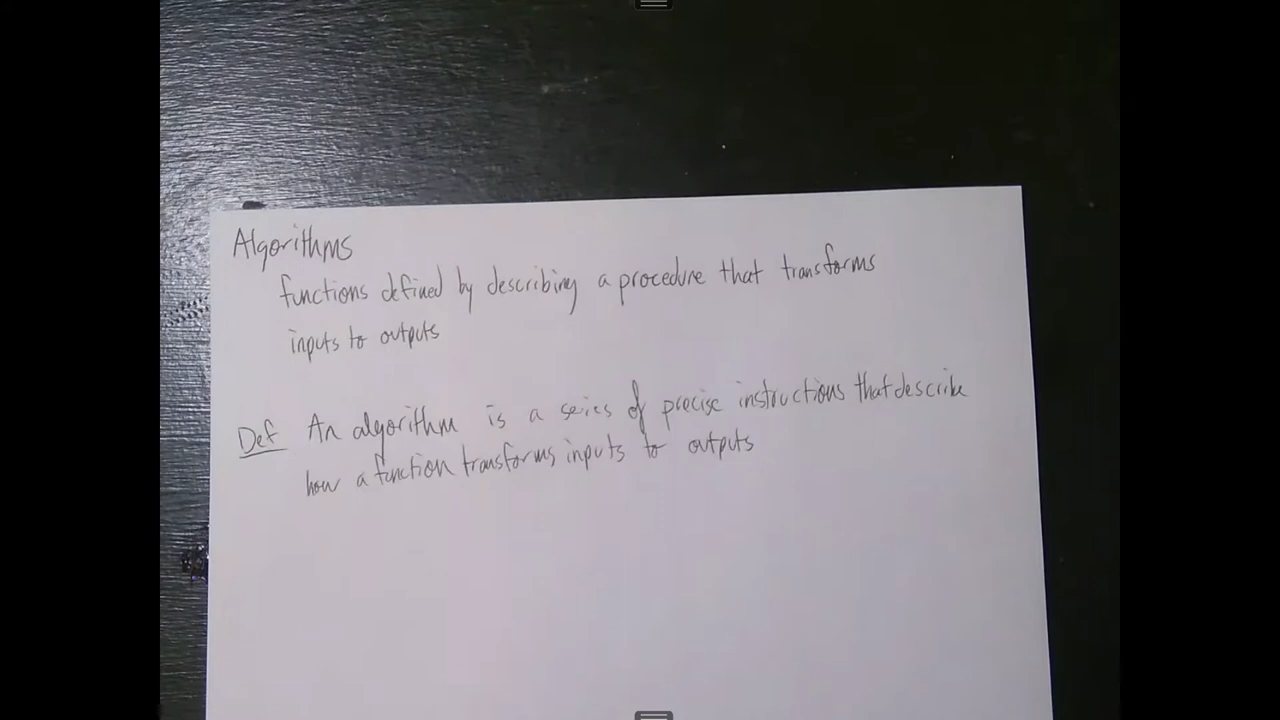 Algorithms
functions defined by describing a procedure that transforms
inputs to outputs
Def An algorithm is a series of precise instructions that describe
how a function transforms inputs to outputs